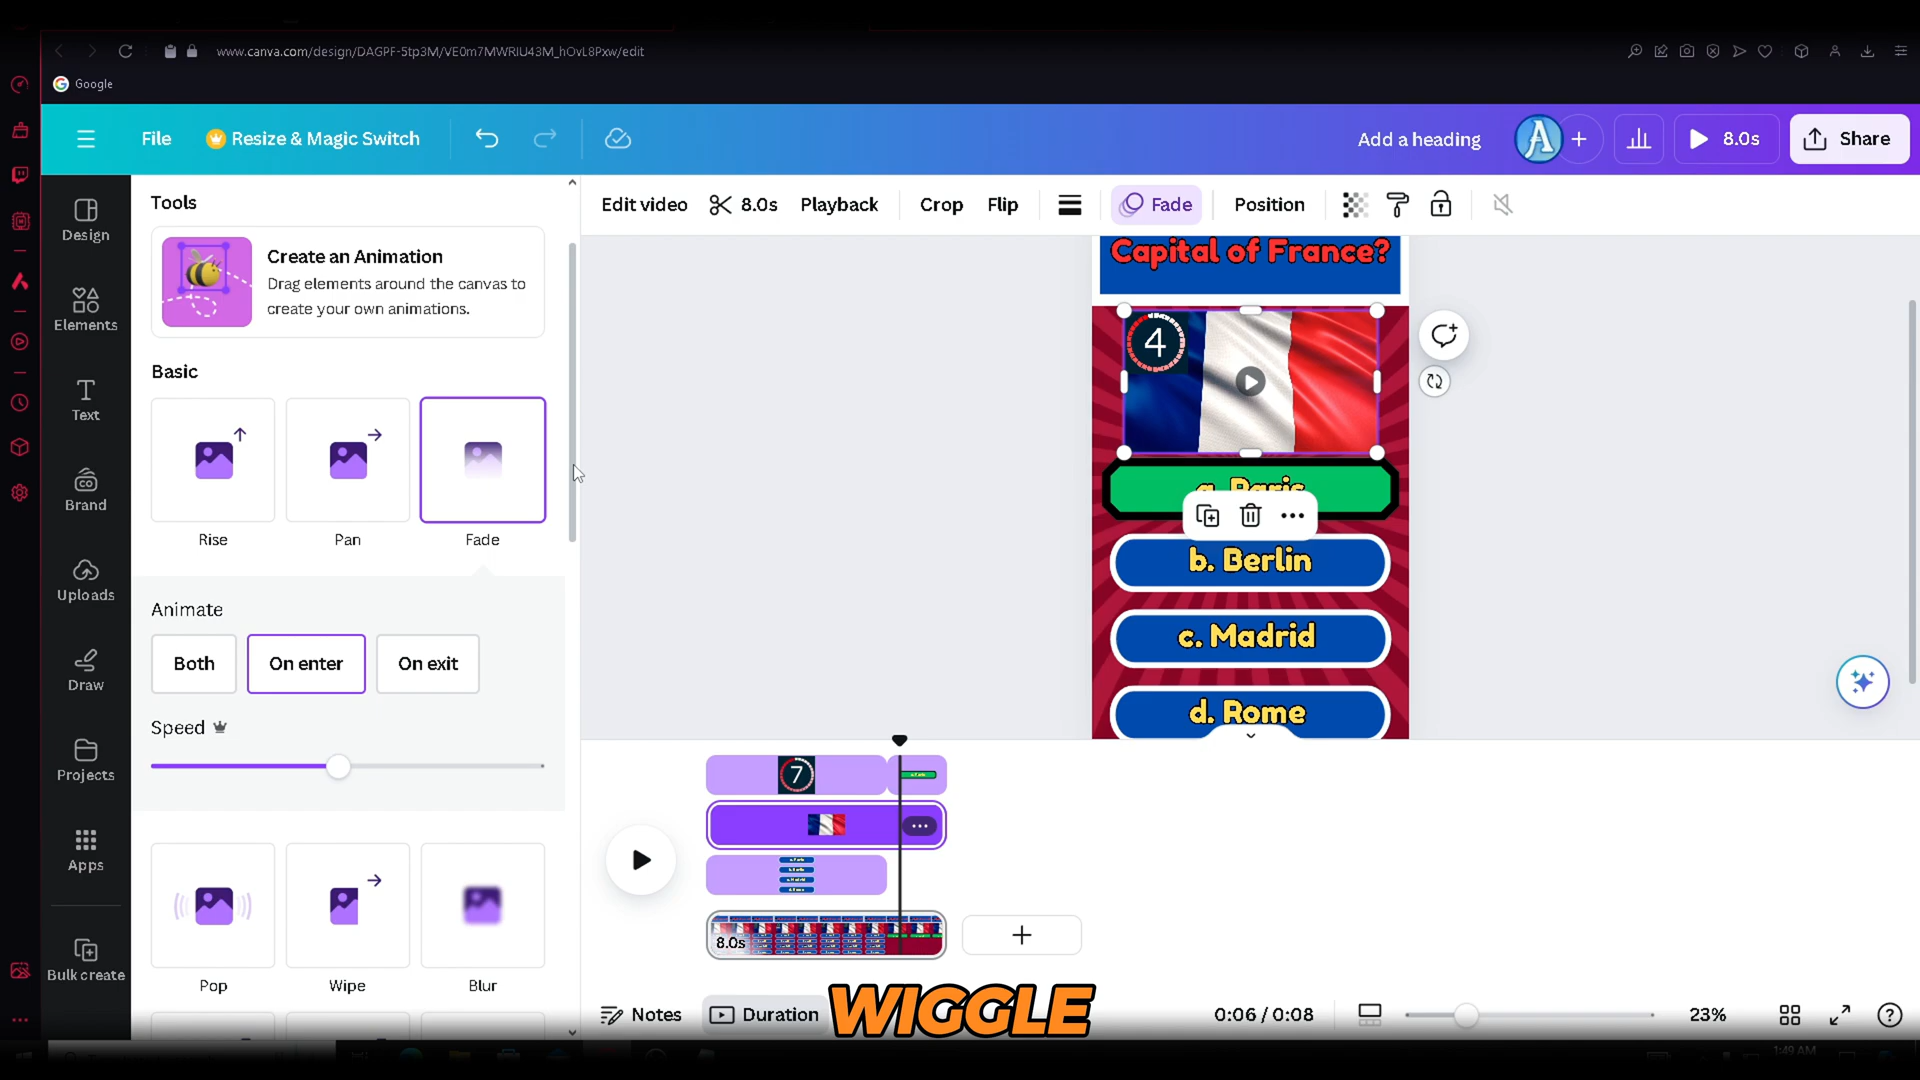 www.canva.com/design/DAGPF-5tp3M/VE0m7MWRIU43M_hOvL8Pxw/edit
Google
File
Resize & Magic Switch
Add a heading
A
8.0s
Share
Edit video
8.0s
Playback
Crop
Flip
Fade
Position
Design
Elements
Text
Brand
Uploads
Draw
Projects
Apps
Bulk create
Tools
Create an Animation
Drag elements around the canvas to
create your own animations.
Basic
Rise
Pan
Fade
Animate
Both
On enter
On exit
Speed
Pop
Wipe
Blur
Capital of France?
4
a. Paris
b. Berlin
c. Madrid
d. Rome
7
8.0s
Notes
Duration
WIGGLE
0:06 / 0:08
23%
1:49 AM